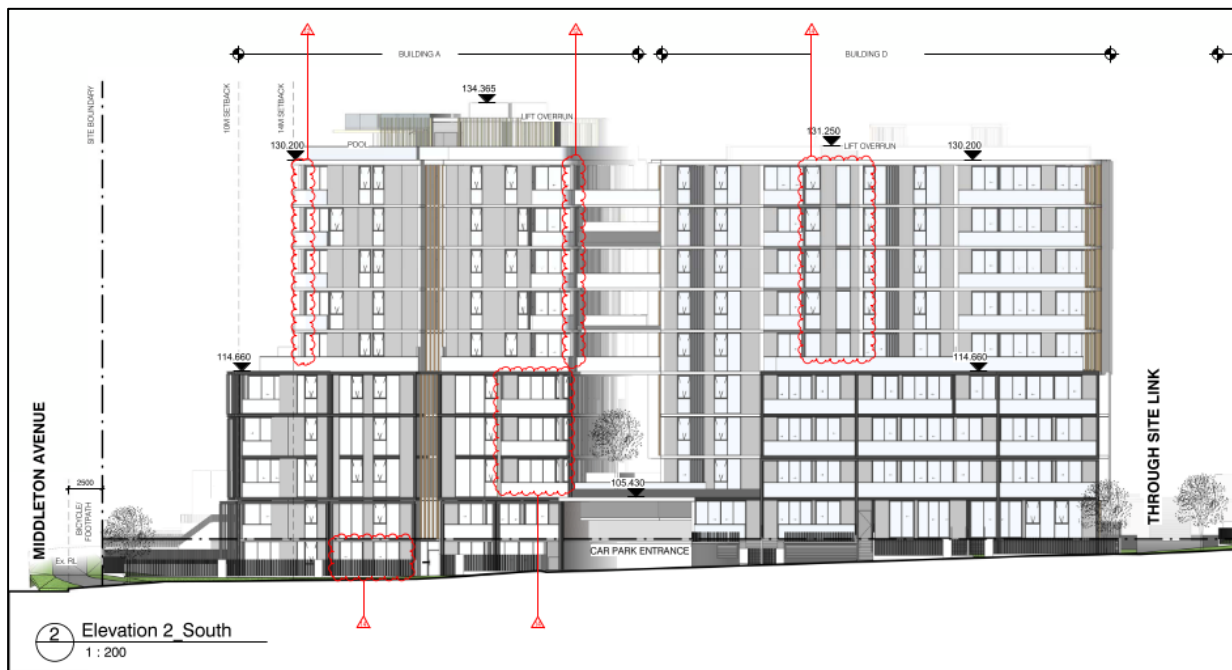 BUILDING A
BUILDING D
SITE BOUNDARY
10M SETBACK
14M SETBACK
134.365
LIFT OVERRUN
POOL
130.200
131.250
LIFT OVERRUN
130.200
114.660
114.660
MIDDLETON AVENUE
2500
BICYCLE/
FOOTPATH
Ex. RL
105.430
CAR PARK ENTRANCE
THROUGH SITE LINK
2
Elevation 2_South
1 : 200